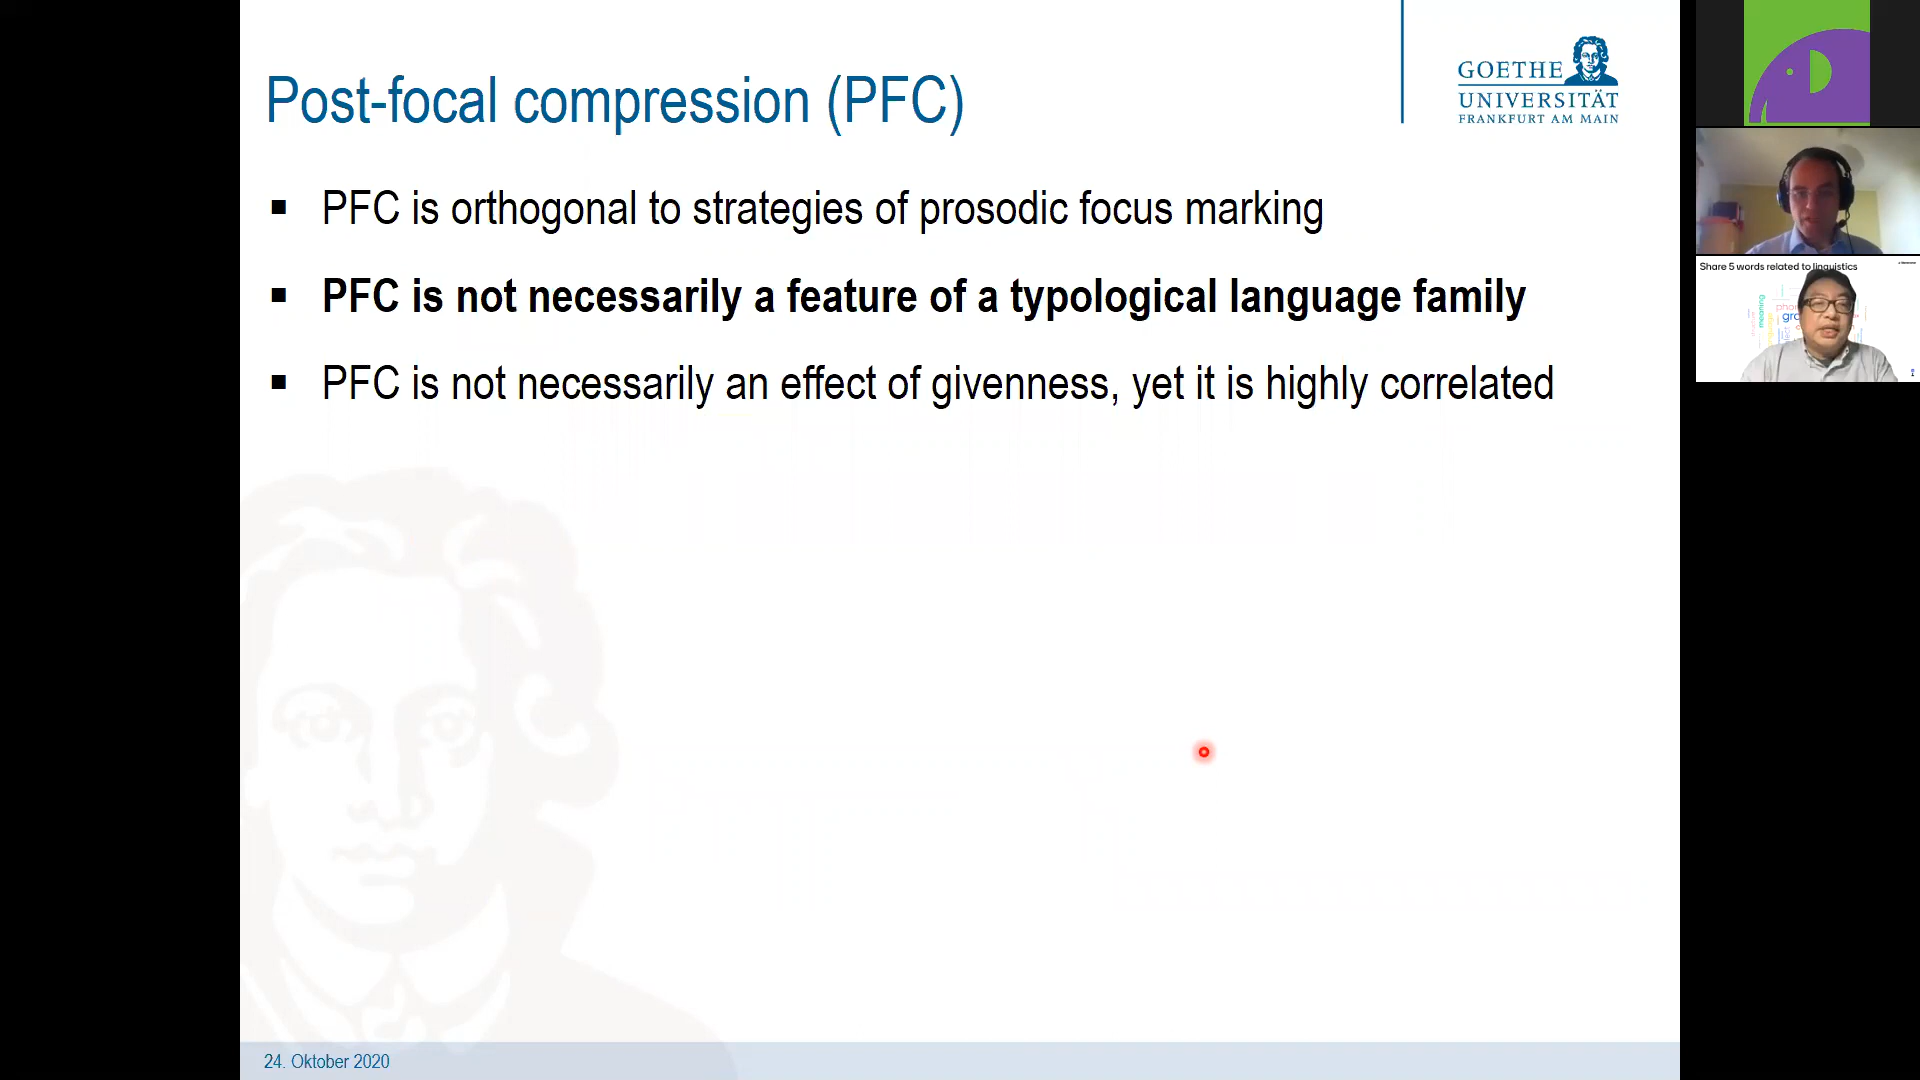 Post-focal compression (PFC)
GOETHE
UNIVERSITÄT
FRANKFURT AM MAIN
▪ PFC is orthogonal to strategies of prosodic focus marking
▪ PFC is not necessarily a feature of a typological language family
▪ PFC is not necessarily an effect of givenness, yet it is highly correlated
24. Oktober 2020
Share 5 words related to linguistics
meaning